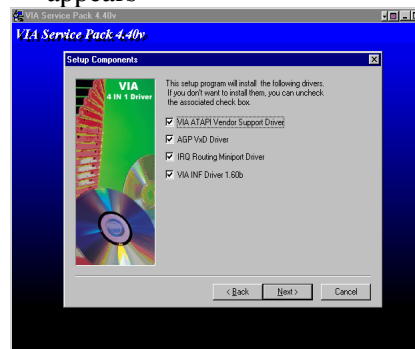 appears
VIA Service Pack 4.40v
VIA Service Pack 4.40v
Setup Components
VIA
4 IN 1 Driver
This setup program will install the following drivers.
If you don't want to install them, you can uncheck
the associated check box.
VIA ATAPI Vendor Support Driver
AGP VxD Driver
IRQ Routing Miniport Driver
VIA INF Driver 1.60b
< Back
Next >
Cancel